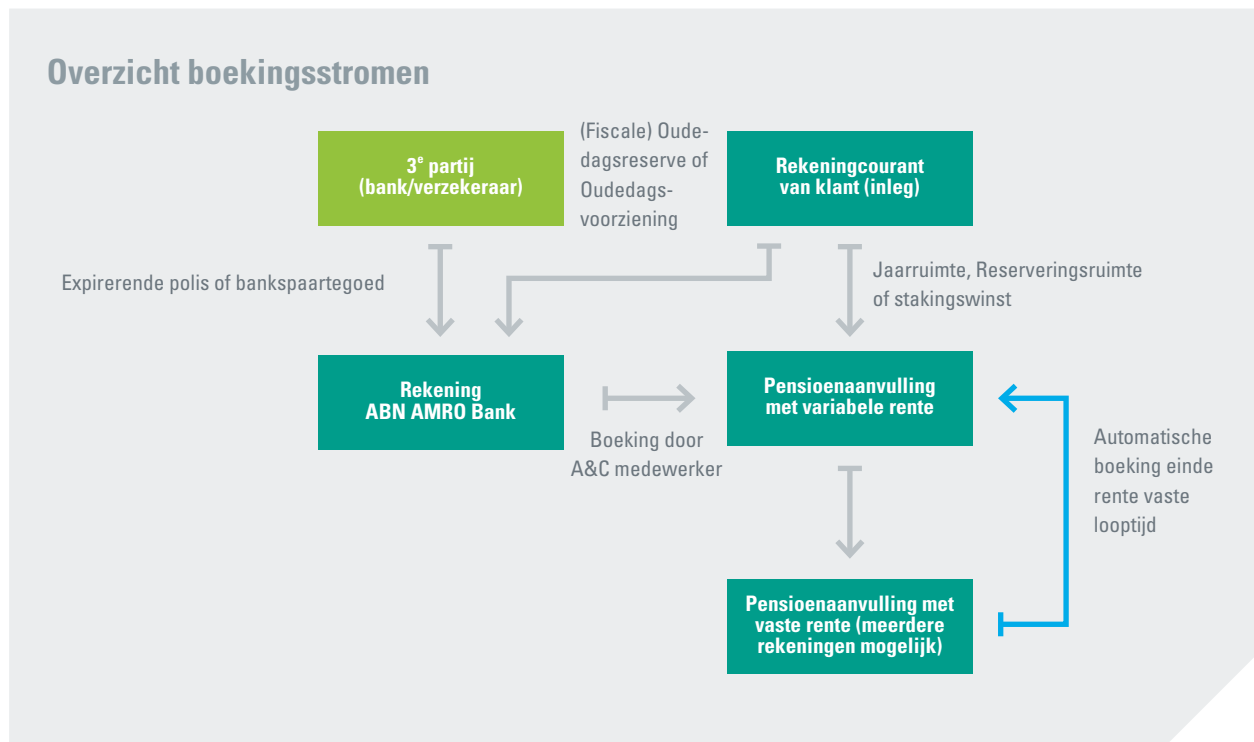 Overzicht boekingsstromen
3e partij
(bank/verzekeraar)
(Fiscale) Oude-
dagsreserve of
Oudedags-
voorziening
Rekeningcourant
van klant (inleg)
Expirerende polis of bankspaartegoed
Jaarruimte, Reserveringsruimte
of stakingswinst
Rekening
ABN AMRO Bank
Boeking door
A&C medewerker
Pensioenaanvulling
met variabele rente
Automatische
boeking einde
rente vaste
looptijd
Pensioenaanvulling met
vaste rente (meerdere
rekeningen mogelijk)